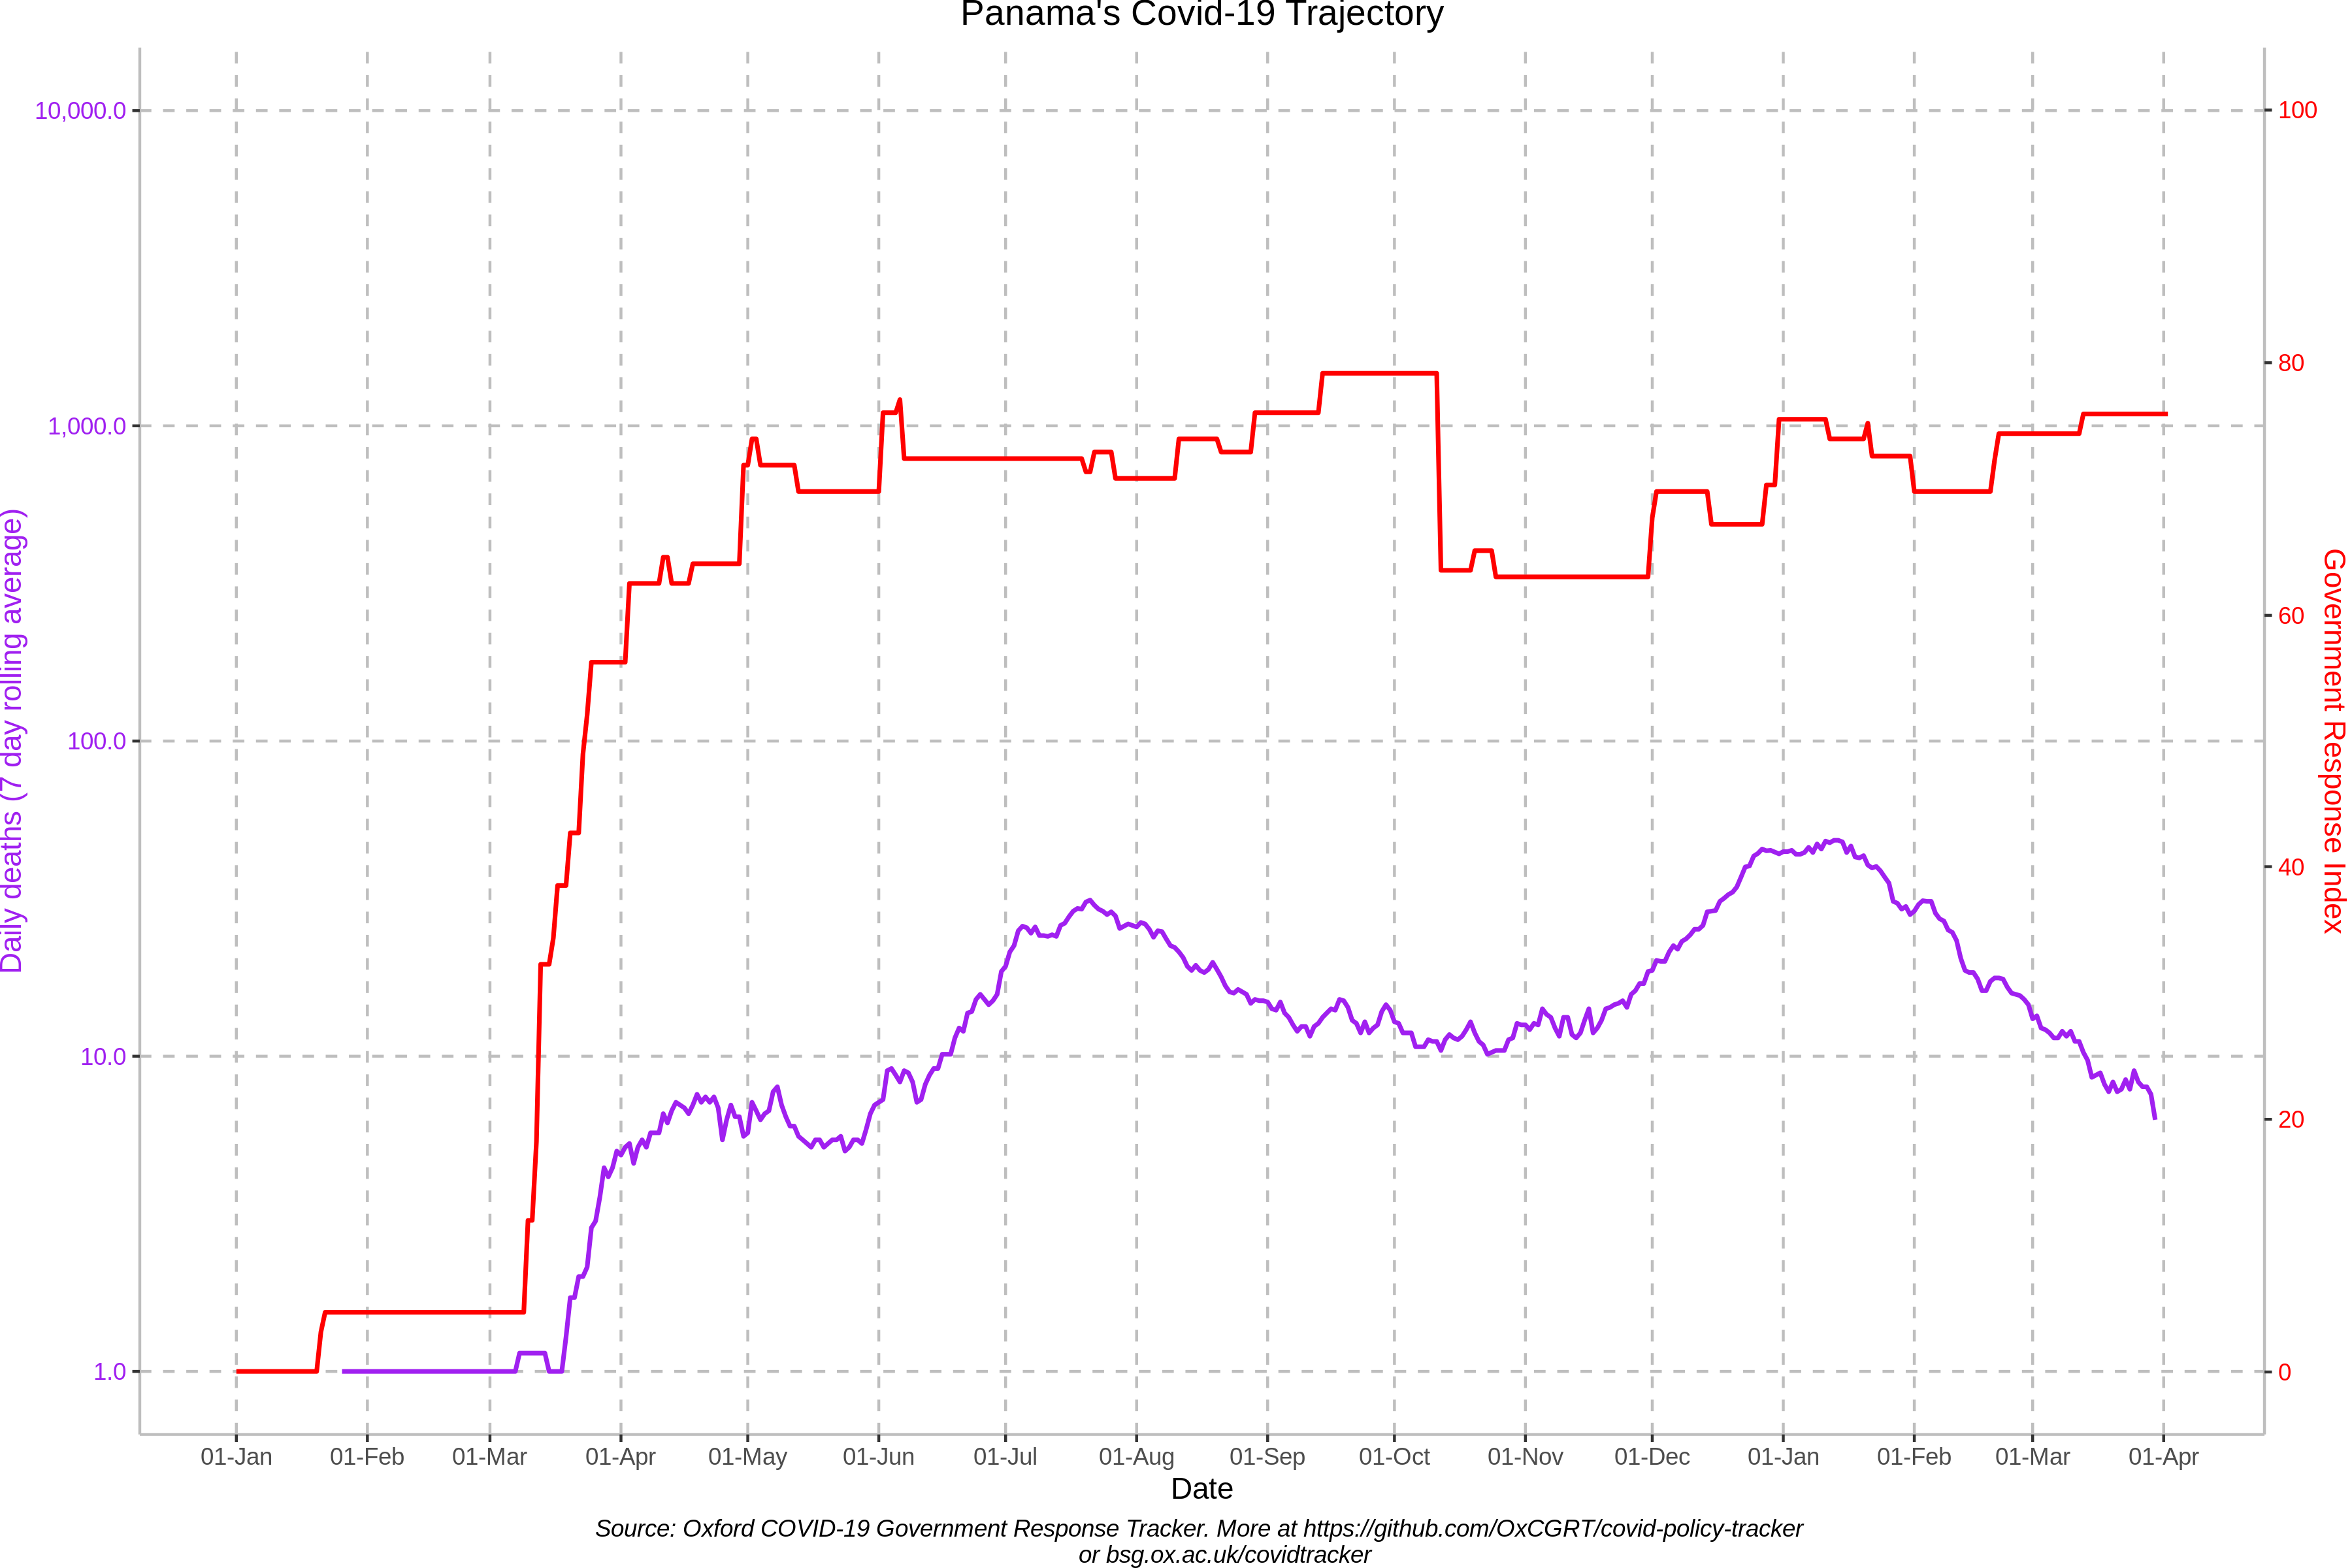 Panama's Covid-19 Trajectory
Daily deaths (7 day rolling average)
10,000.0
1,000.0
100.0
10.0
1.0
100
80
60
40
20
0
Government Response Index
01-Jan 01-Feb 01-Mar 01-Apr 01-May 01-Jun 01-Jul 01-Aug 01-Sep 01-Oct 01-Nov 01-Dec 01-Jan 01-Feb 01-Mar 01-Apr
Date
Source: Oxford COVID-19 Government Response Tracker. More at https://github.com/OxCGRT/covid-policy-tracker
or bsg.ox.ac.uk/covidtracker